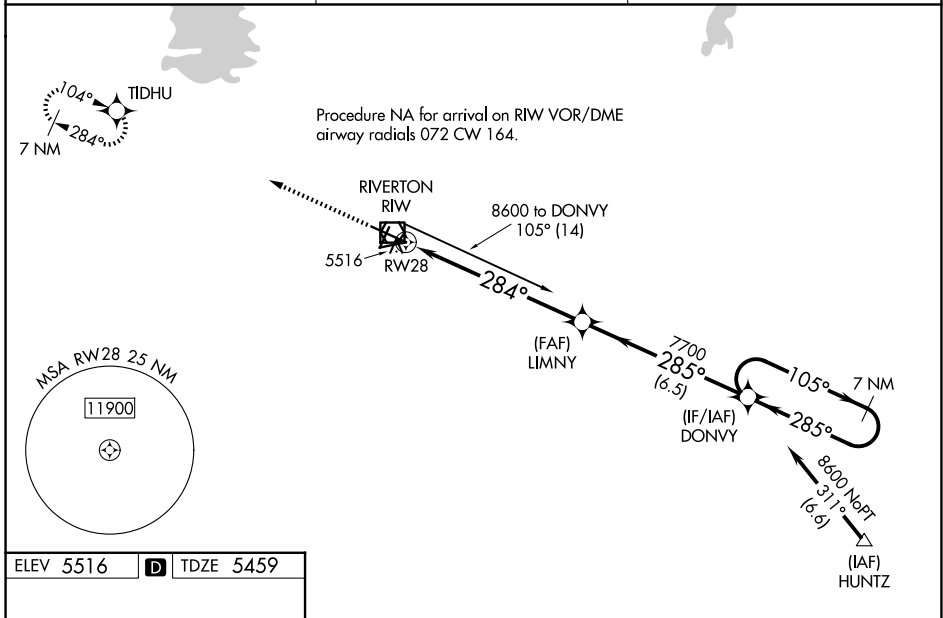 104°
TIDHU
284°
7 NM
Procedure NA for arrival on RIW VOR/DME
airway radials 072 CW 164.
RIVERTON
RIW
8600 to DONVY
105° (14)
5516
RW28
284°
(FAF)
LIMNY
7700
285°
(6.5)
105°
7 NM
285°
(IF/IAF)
DONVY
8600 NoPT
311°
(6.6)
(IAF)
HUNTZ
MSA RW28 25 NM
11900
ELEV 5516 D TDZE 5459